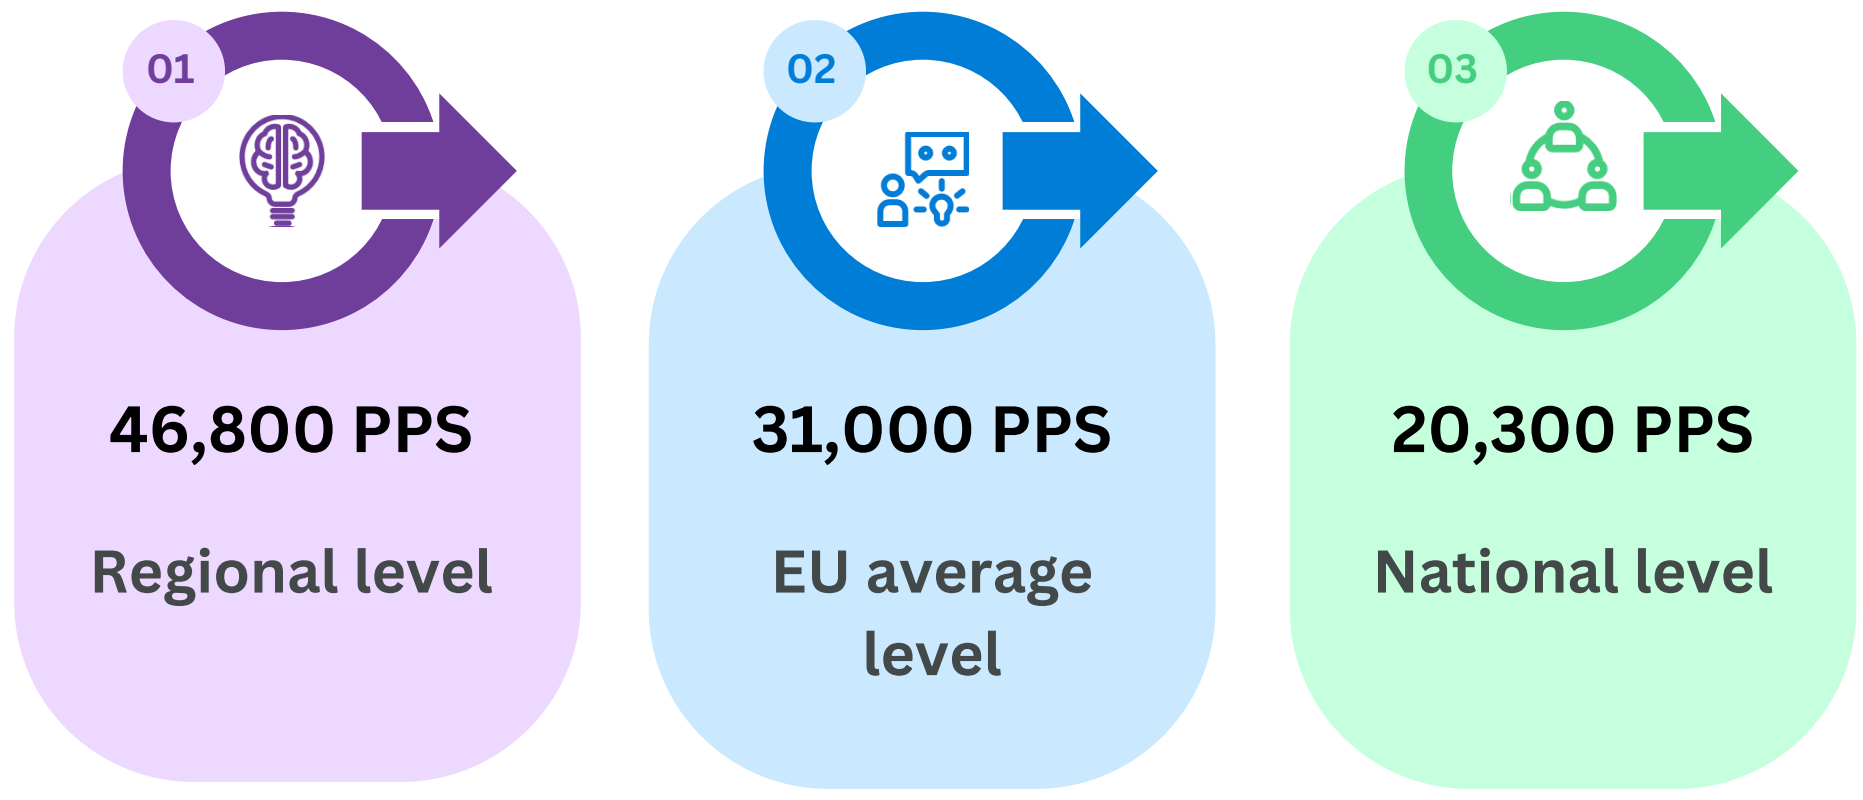 01
46,800 PPS
Regional level
02
31,000 PPS
EU average
level
03
20,300 PPS
National level